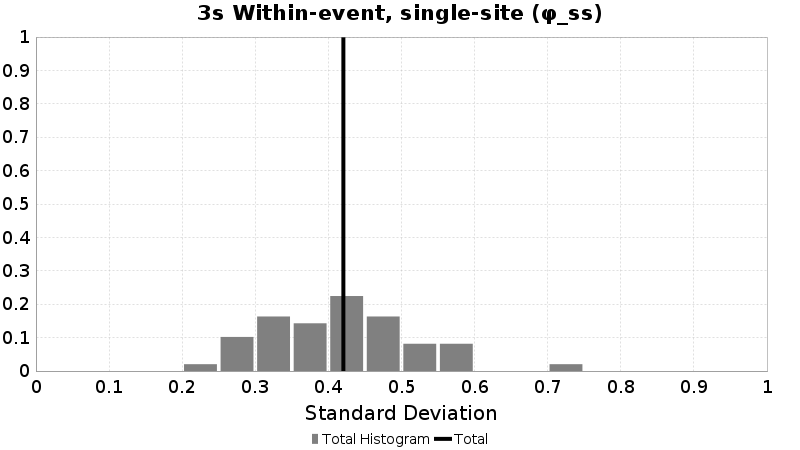 3s Within-event, single-site (φ_ss)
1
0.9
0.8
0.7
0.6
0.5
0.4
0.3
0.2
0.1
0
0 0.1 0.2 0.3 0.4 0.5 0.6 0.7 0.8 0.9 1
Standard Deviation
Total Histogram Total